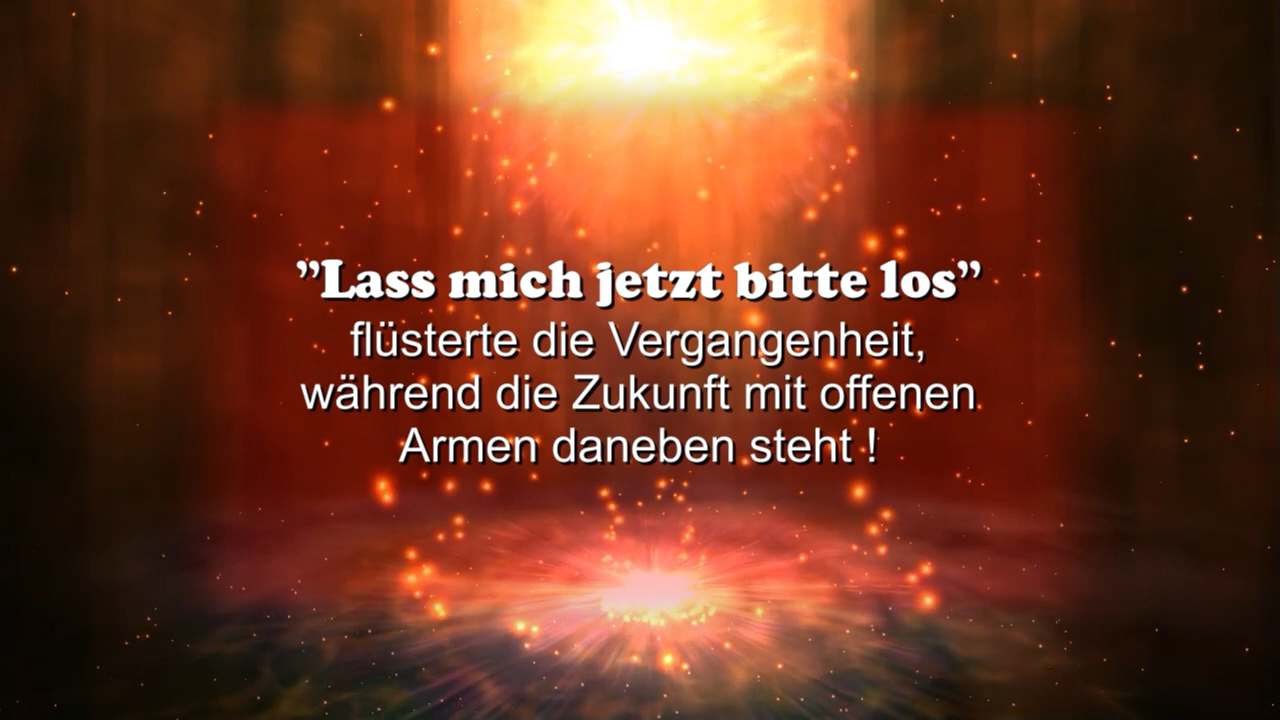 ”Lass mich jetzt bitte los”
flüsterte die Vergangenheit,
während die Zukunft mit offenen
Armen daneben steht !